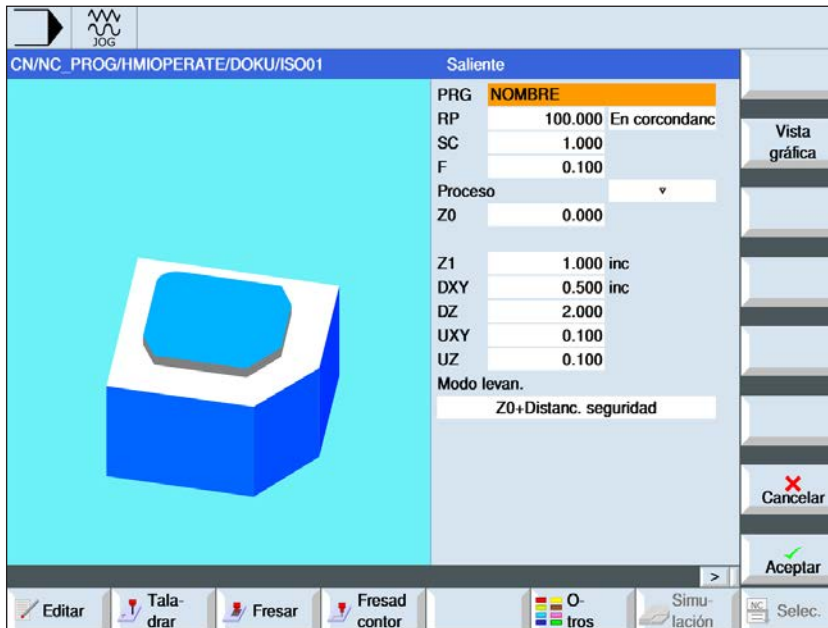 JOG
CN/NC_PROG/HMIOPERATE/DOKU/ISO01
Saliente
PRG NOMBRE
RP 100.000 En corcondanc
SC 1.000
F 0.100
Proceso ▿
Z0 0.000
Z1 1.000 inc
DXY 0.500 inc
DZ 2.000
UXY 0.100
UZ 0.100
Modo levan.
Z0+Distanc. seguridad
Vista
gráfica
Cancelar
Aceptar
>
Editar
Tala-
drar
Fresar
Fresad
contor
O-
tros
Simu-
lación
NC
Selec.